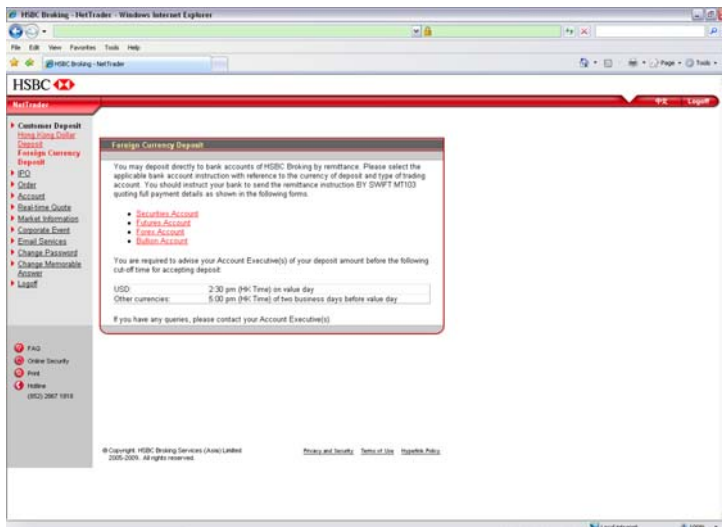 HSBC Broking - NetTrader - Windows Internet Explorer
File Edit View Favorites Tools Help
HSBC Broking - NetTrader
Page Tools
HSBC
NetTrader
中文 Logoff
Customer Deposit
Hong Kong Dollar
Deposit
Foreign Currency
Deposit
IPO
Order
Account
Real-time Quote
Market Information
Corporate Event
Email Services
Change Password
Change Memorable
Answer
Logoff
FAQ
Online Security
Print
Hotline
(852) 2867 1818
Foreign Currency Deposit
You may deposit directly to bank accounts of HSBC Broking by remittance. Please select the
applicable bank account instruction with reference to the currency of deposit and type of trading
account. You should instruct your bank to send the remittance instruction BY SWIFT MT103
quoting full payment details as shown in the following forms.
Securities Account
Futures Account
Forex Account
Bullion Account
You are required to advise your Account Executive(s) of your deposit amount before the following
cut-off time for accepting deposit:
USD: 2:30 pm (HK Time) on value day
Other currencies: 5:00 pm (HK Time) of two business days before value day
If you have any queries, please contact your Account Executive(s).
© Copyright. HSBC Broking Services (Asia) Limited
2005-2009. All rights reserved.
Privacy and Security Terms of Use Hyperlink Policy